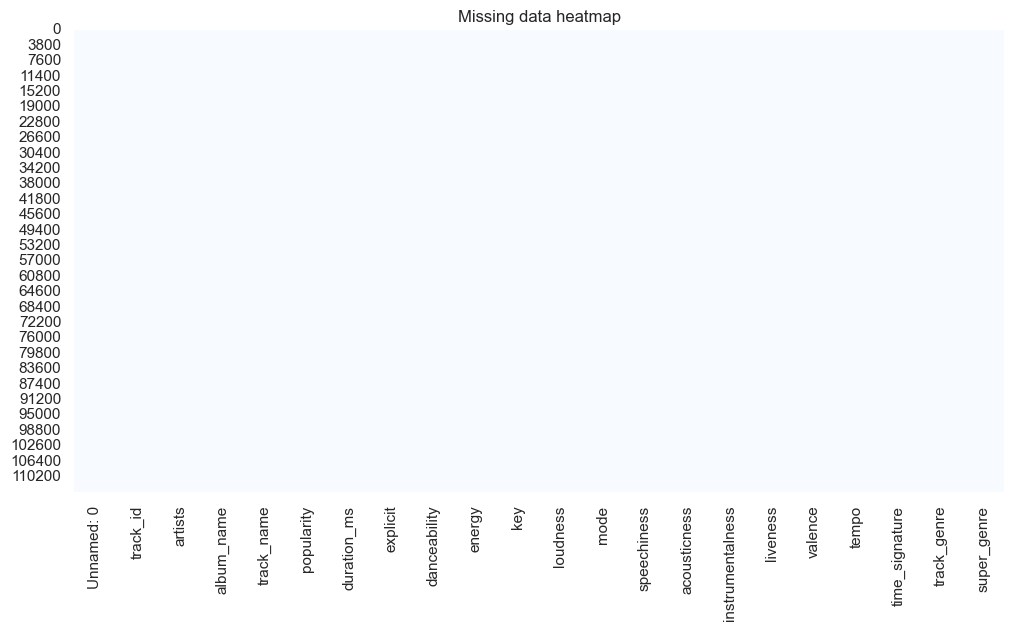 Missing data heatmap
0
3800
7600
11400
15200
19000
22800
26600
30400
34200
38000
41800
45600
49400
53200
57000
60800
64600
68400
72200
76000
79800
83600
87400
91200
95000
98800
102600
106400
110200
Unnamed: 0
track_id
artists
album_name
track_name
popularity
duration_ms
explicit
danceability
energy
key
loudness
mode
speechiness
acousticness
instrumentalness
liveness
valence
tempo
time_signature
track_genre
super_genre